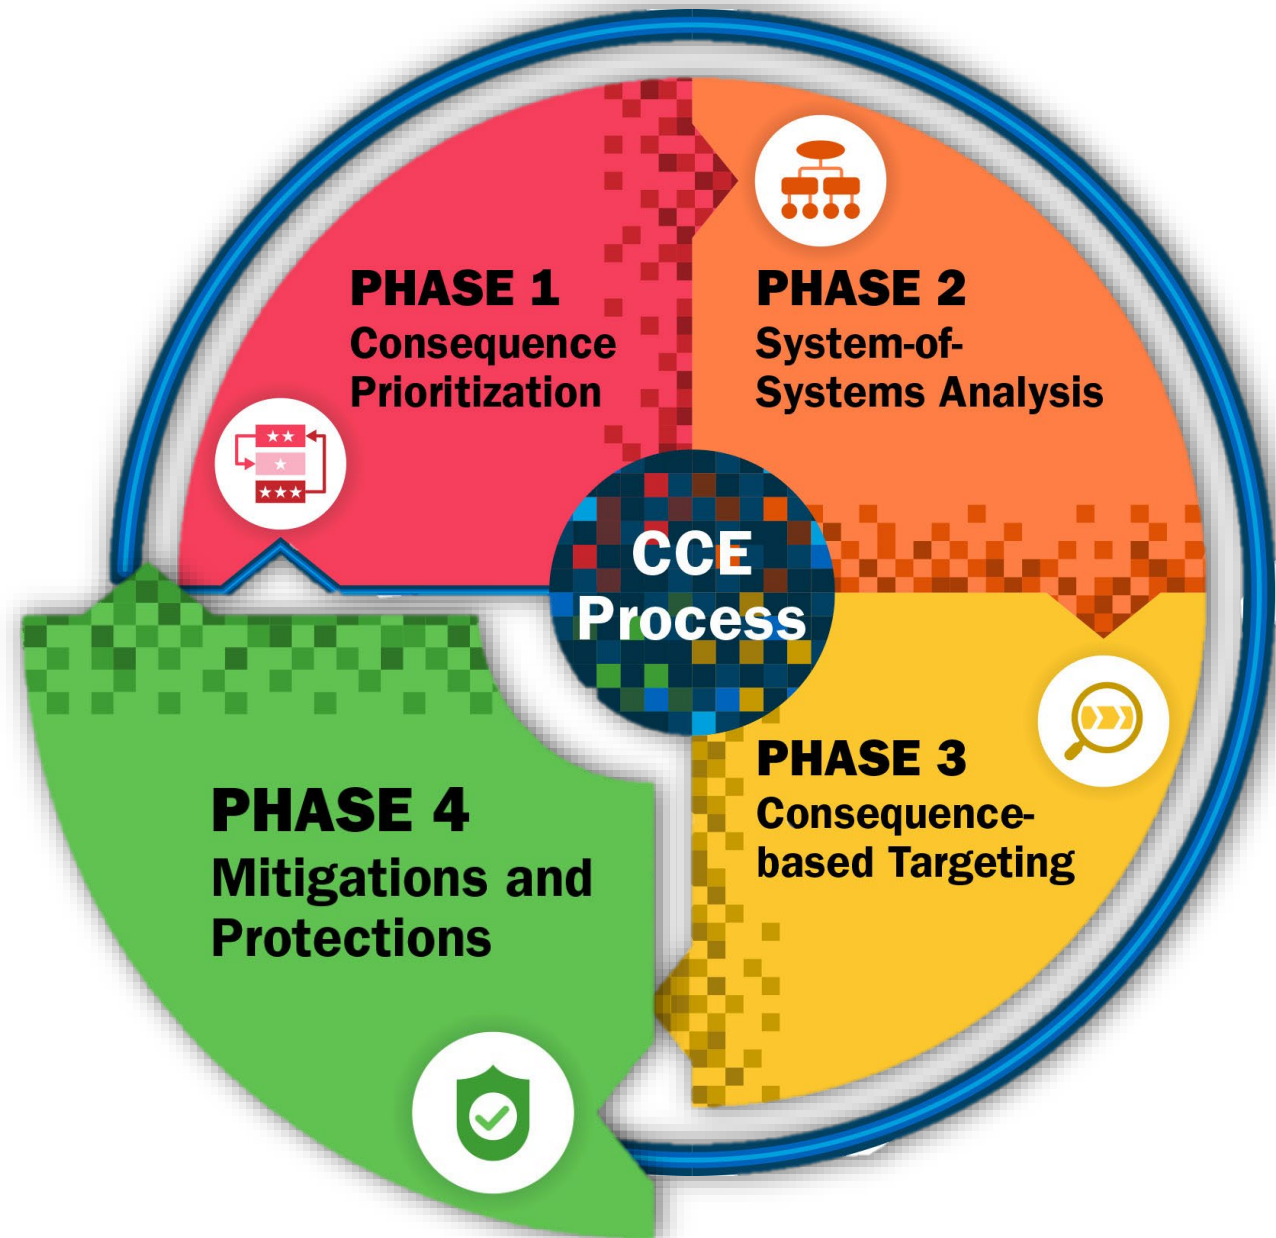 PHASE 1
Consequence
Prioritization
PHASE 2
System-of-
Systems Analysis
CCE
Process
PHASE 3
Consequence-
based Targeting
PHASE 4
Mitigations and
Protections